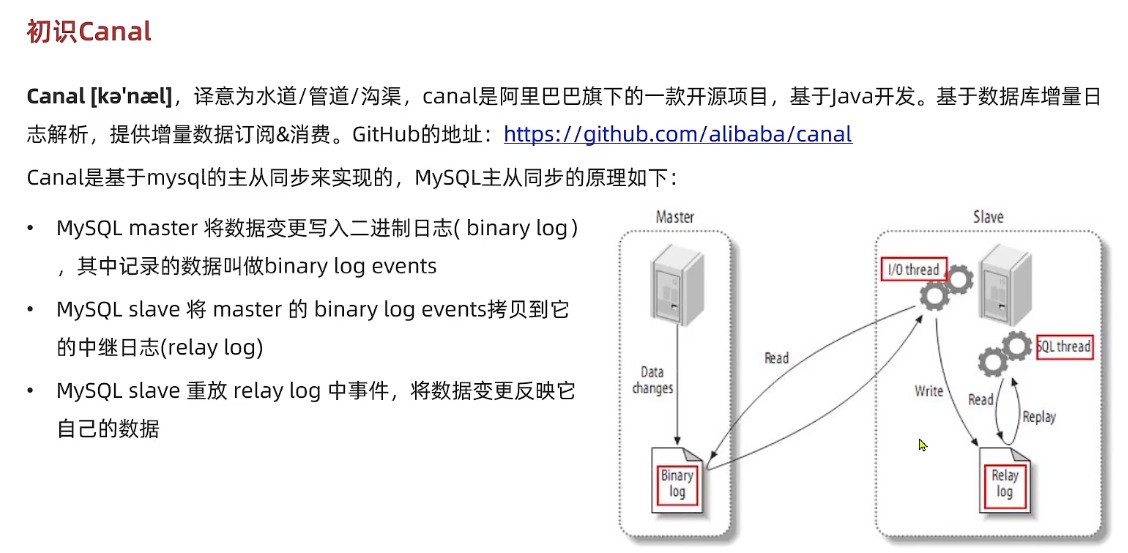 初识Canal
Canal [kə'næl]，译意为水道/管道/沟渠，canal是阿里巴巴旗下的一款开源项目，基于Java开发。基于数据库增量日
志解析，提供增量数据订阅&消费。GitHub的地址：https://github.com/alibaba/canal
Canal是基于mysql的主从同步来实现的，MySQL主从同步的原理如下：
• MySQL master 将数据变更写入二进制日志( binary log）
，其中记录的数据叫做binary log events
• MySQL slave 将 master 的 binary log events拷贝到它
的中继日志(relay log)
• MySQL slave 重放 relay log 中事件，将数据变更反映它
自己的数据
Master
Data
changes
Binary
log
Read
Slave
I/O thread
SQL thread
Write
Read
Replay
Relay
log